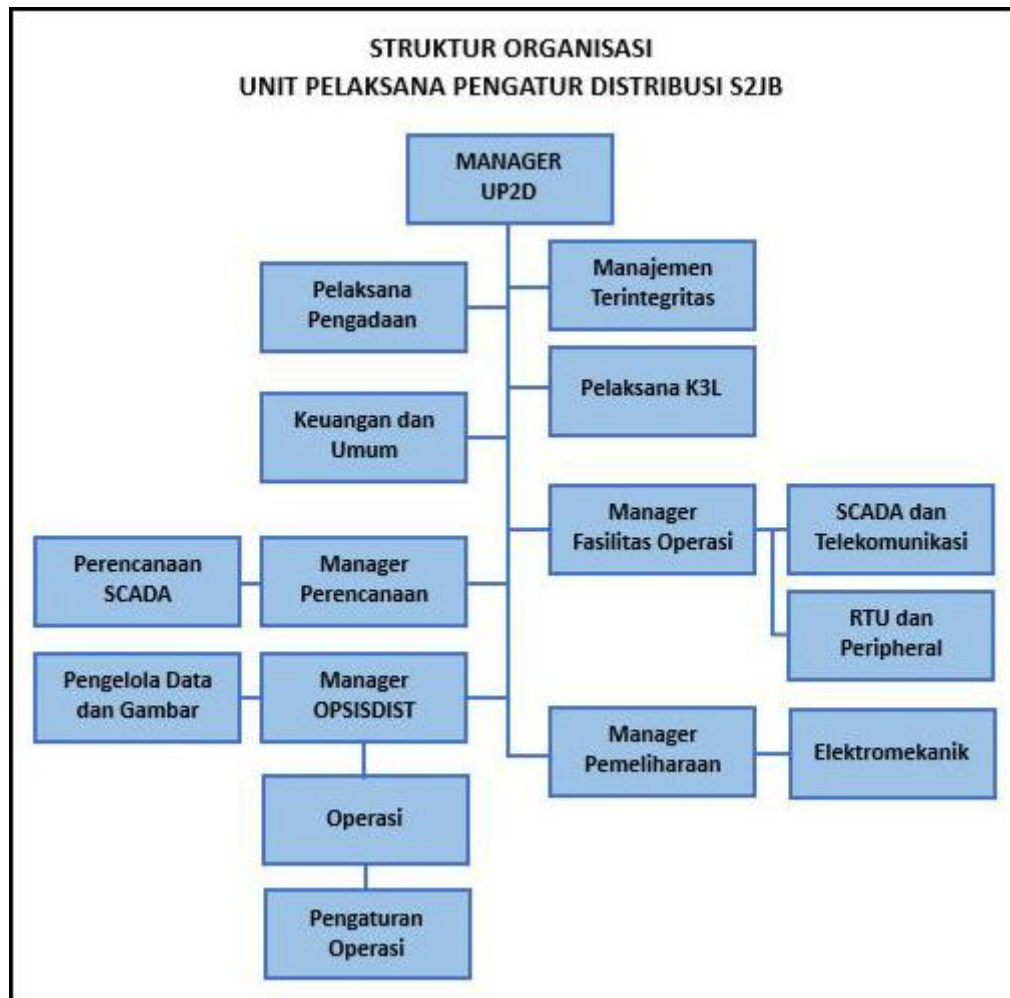 STRUKTUR ORGANISASI
UNIT PELAKSANA PENGATUR DISTRIBUSI S2JB
MANAGER
UP2D
Pelaksana
Pengadaan
Manajemen
Terintegritas
Pelaksana K3L
Keuangan dan
Umum
Manager
Fasilitas Operasi
SCADA dan
Telekomunikasi
Perencanaan
SCADA
Manager
Perencanaan
RTU dan
Peripheral
Pengelola Data
dan Gambar
Manager
OPSISDIST
Manager
Pemeliharaan
Elektromekanik
Operasi
Pengaturan
Operasi